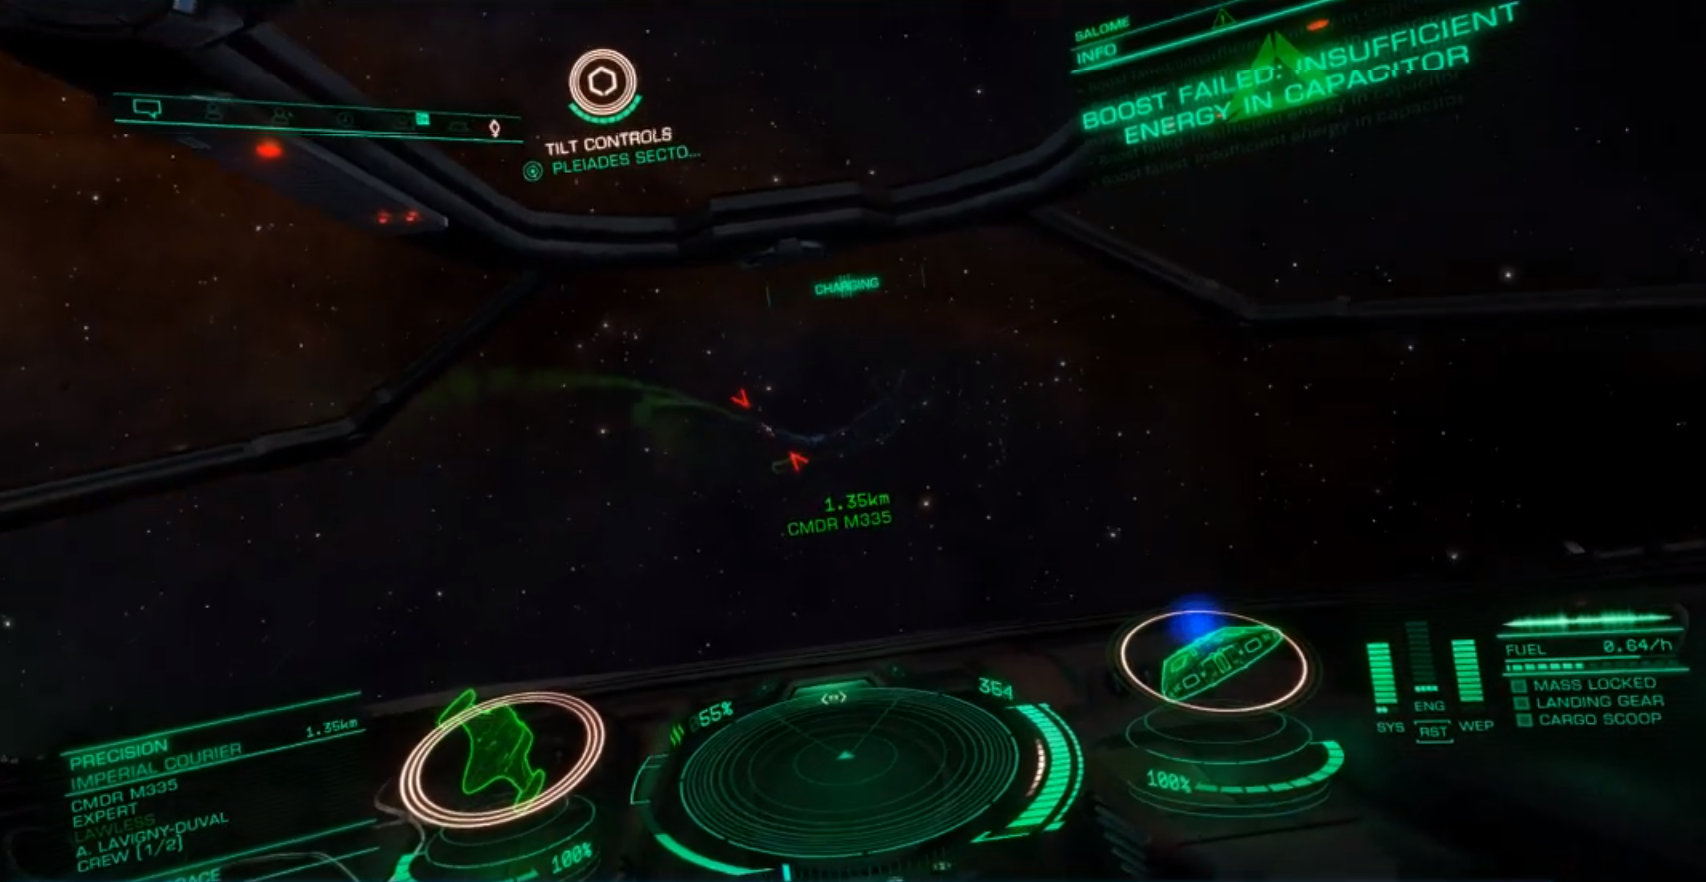 SALOME
INFO
BOOST FAILED: INSUFFICIENT
ENERGY IN CAPACITOR
TILT CONTROLS
PLEIADES SECTO...
CHARGING
1.35km
CMDR M335
PRECISION
1.35km
IMPERIAL COURIER
CMDR M335
EXPERT
LAWLESS
A. LAVIGNY-DUVAL
CREW [1/2]
100%
55%
364
100%
SYS
ENG
RST
WEP
FUEL 0.64/h
MASS LOCKED
LANDING GEAR
CARGO SCOOP